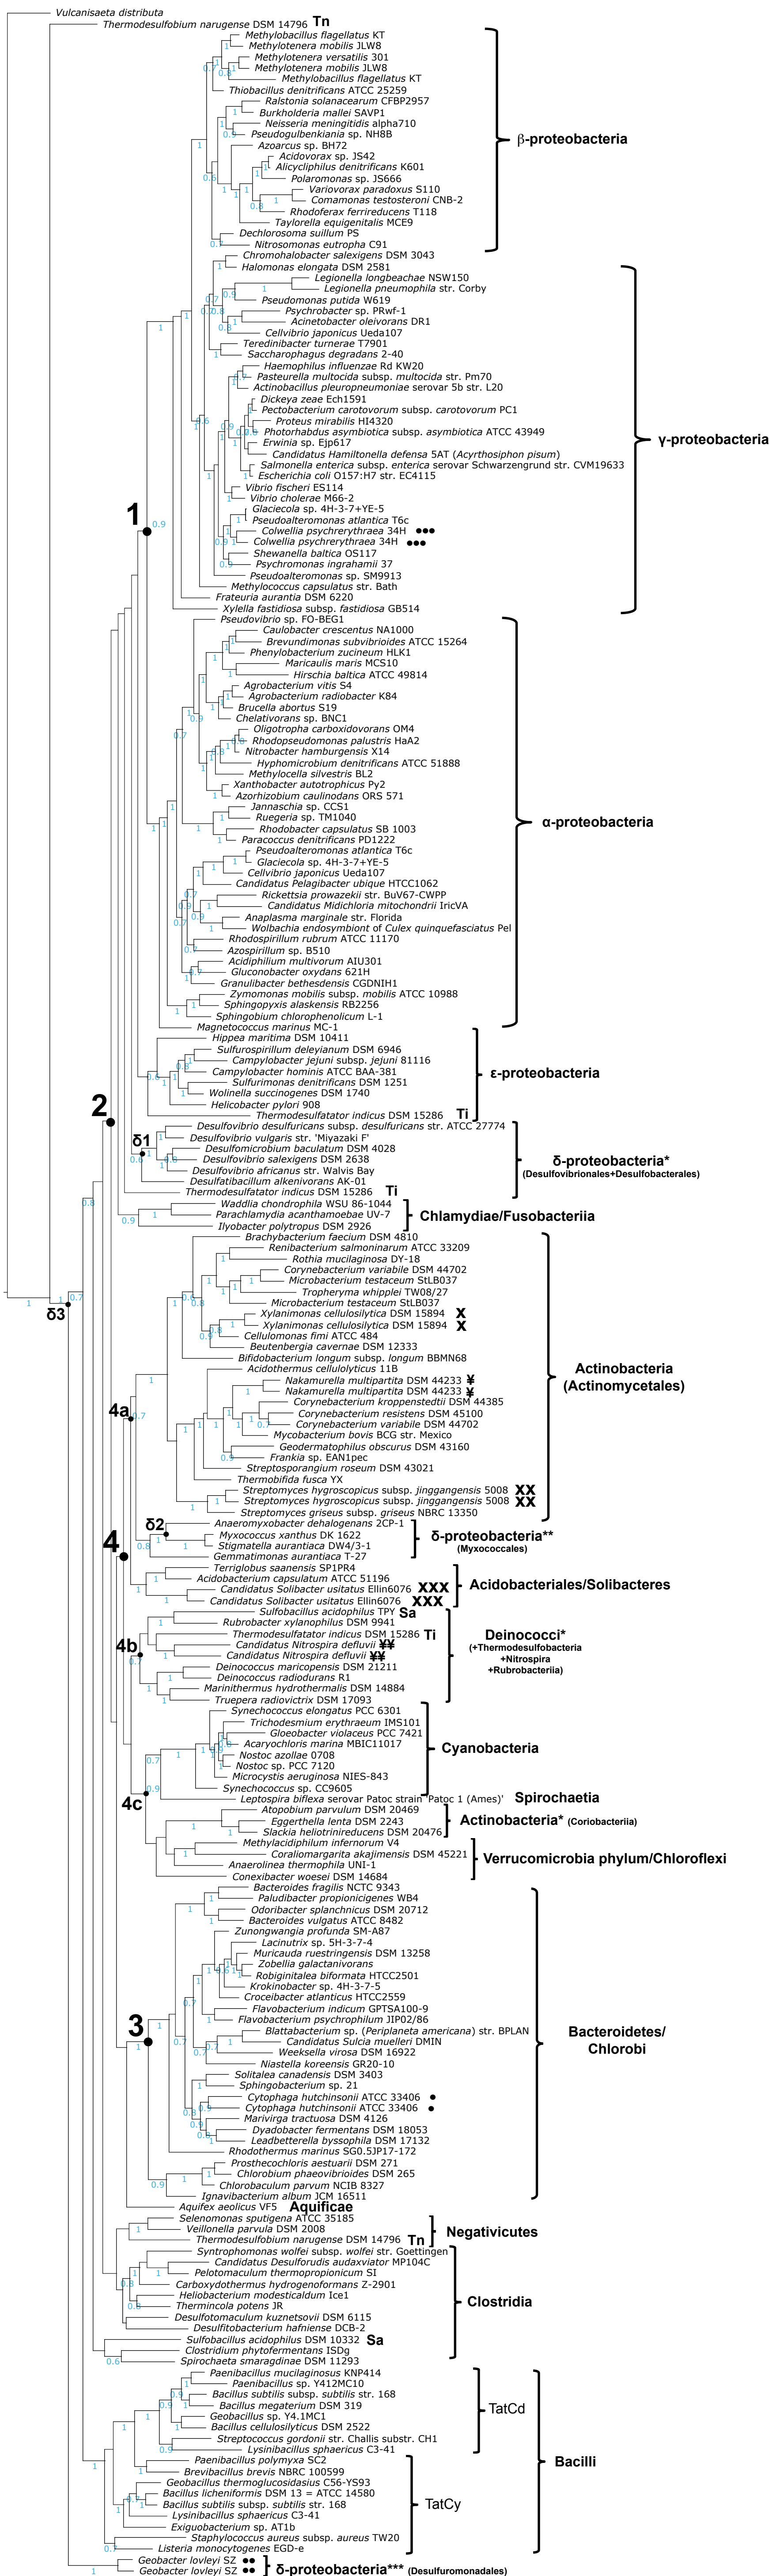 Vulcanisaeta distributa
Thermodesulfobium narugense DSM 14796 Tn
Methylobacillus flagellatus KT
Methylotenera mobilis JLW8
Methylotenera versatilis 301
Methylotenera mobilis JLW8
Methylobacillus flagellatus KT
Thiobacillus denitrificans ATCC 25259
Ralstonia solanacearum CFBP2957
Burkholderia mallei SAVP1
Neisseria meningitidis alpha710
Pseudogulbenkiania sp. NH8B
β-proteobacteria
Azoarcus sp. BH72
Acidovorax sp. JS42
Alicycliphilus denitrificans K601
Polaromonas sp. JS666
Variovorax paradoxus S110
Comamonas testosteroni CNB-2
Rhodoferax ferrireducens T118
Taylorella equigenitalis MCE9
Dechlorosoma suillum PS
Nitrosomonas eutropha C91
Chromohalobacter salexigens DSM 3043
Halomonas elongata DSM 2581
Legionella longbeachae NSW150
Legionella pneumophila str. Corby
Pseudomonas putida W619
Psychrobacter sp. PRwf-1
Acinetobacter oleivorans DR1
Cellvibrio japonicus Ueda107
Teredinibacter turnerae T7901
Saccharophagus degradans 2-40
Haemophilus influenzae Rd KW20
Pasteurella multocida subsp. multocida str. Pm70
Actinobacillus pleuropneumoniae serovar 5b str. L20
Dickeya zeae Ech1591
Pectobacterium carotovorum subsp. carotovorum PC1
Proteus mirabilis HI4320
Photorhabdus asymbiotica subsp. asymbiotica ATCC 43949
γ-proteobacteria
Erwinia sp. Ejp617
Candidatus Hamiltonella defensa 5AT (Acyrthosiphon pisum)
Salmonella enterica subsp. enterica serovar Schwarzengrund str. CVM19633
Escherichia coli O157:H7 str. EC4115
Vibrio fischeri ES114
Vibrio cholerae M66-2
Glaciecola sp. 4H-3-7+YE-5
Pseudoalteromonas atlantica T6c
1
0.9
Colwellia psychrerythraea 34H ●●●
Colwellia psychrerythraea 34H ●●●
Shewanella baltica OS117
Psychromonas ingrahamii 37
Pseudoalteromonas sp. SM9913
Methylococcus capsulatus str. Bath
Frateuria aurantia DSM 6220
Xylella fastidiosa subsp. fastidiosa GB514
Pseudovibrio sp. FO-BEG1
Caulobacter crescentus NA1000
Brevundimonas subvibrioides ATCC 15264
Phenylobacter zucineum HLK1
Maricaulis maris MCS10
Hirschia baltica ATCC 49814
Agrobacterium vitis S4
Agrobacterium radiobacter K84
Brucella abortus S19
Chelativorans sp. BNC1
Oligotropha carboxidovorans OM4
Rhodopseudomonas palustris HaA2
Nitrobacter hamburgensis X14
Hyphomicrobium denitrificans ATCC 51888
Methylocella silvestris BL2
Xanthobacter autotrophicus Py2
Azorhizobium caulinodans ORS 571
Jannaschia sp. CCS1
Ruegeria sp. TM1040
α-proteobacteria
Rhodobacter capsulatus SB 1003
Paracoccus denitrificans PD1222
Pseudoalteromonas atlantica T6c
Glaciecola sp. 4H-3-7+YE-5
Cellvibrio japonicus Ueda107
Candidatus Pelagibacter ubique HTCC1062
Rickettsia prowazekii str. BuV67-CWPP
Candidatus Midichloria mitochondrii IricVA
Anaplasma marginale str. Florida
Wolbachia endosymbiont of Culex quinquefasciatus Pel
Rhodospirillum rubrum ATCC 11170
Azospirillum sp. B510
Acidiphilium multivorum AIU301
Gluconobacter oxydans 621H
Granulibacter bethesdensis CGDNIH1
Zymomonas mobilis subsp. mobilis ATCC 10988
Sphingopyxis alaskensis RB2256
Sphingobium chlorophenolicum L-1
Magnetococcus marinus MC-1
Hippea maritima DSM 10411
Sulfurospirillum deleyianum DSM 6946
Campylobacter jejuni subsp. jejuni 81116
Campylobacter hominis ATCC BAA-381
ε-proteobacteria
Sulfurimonas denitrificans DSM 1251
Wolinella succinogenes DSM 1740
Helicobacter pylori 908
2
Thermodesulfatator indicus DSM 15286 Ti
Desulfovibrio desulfuricans subsp. desulfuricans str. ATCC 27774
δ1
Desulfovibrio vulgaris str. 'Miyazaki F'
Desulfomicrobium baculatum DSM 4028
Desulfovibrio salexigens DSM 2638
δ-proteobacteria*
(Desulfovibrionales+Desulfobacterales)
Desulfovibrio africanus str. Walvis Bay
Desulfatibacillum alkenivorans AK-01
Thermodesulfatator indicus DSM 15286 Ti
Waddlia chondrophila WSU 86-1044
Parachlamydia acanthamoebae UV-7
Chlamydiae/Fusobacteriia
Ilyobacter polytropus DSM 2926
Brachybacterium faecium DSM 4810
Renibacterium salmoninarum ATCC 33209
Rothia mucilaginosa DY-18
Corynebacterium variabile DSM 44702
Microbacterium testaceum StLB037
Tropheryma whipplei TW08/27
Microbacterium testaceum StLB037
δ3
Xylanimonas cellulosilytica DSM 15894 X
Xylanimonas cellulosilytica DSM 15894 X
Cellulomonas fimi ATCC 484
Beutenbergia cavernae DSM 12333
Bifidobacterium longum subsp. longum BBMN68
Acidothermus cellulolyticus 11B
Actinobacteria
(Actinomycetales)
Nakamurella multipartita DSM 44233 ¥
Nakamurella multipartita DSM 44233 ¥
Corynebacterium kroppenstedtii DSM 44385
4a
Corynebacterium resistens DSM 45100
Corynebacterium variabile DSM 44702
Mycobacterium bovis BCG str. Mexico
Geodermatophilus obscurus DSM 43160
Frankia sp. EAN1pec
Streptosporangium roseum DSM 43021
Thermobifida fusca YX
Streptomyces hygroscopicus subsp. jinggangensis 5008 XX
Streptomyces hygroscopicus subsp. jinggangensis 5008 XX
Streptomyces griseus subsp. griseus NBRC 13350
Anaeromyxobacter dehalogenans 2CP-1
δ2
Myxococcus xanthus DK 1622
δ-proteobacteria**
(Myxococcales)
Stigmatella aurantiaca DW4/3-1
4
Gemmatimonas aurantiaca T-27
Terriglobus saanensis SP1PR4
Acidobacterium capsulatum ATCC 51196
Acidobacteriales/Solibacteres
Candidatus Solibacter usitatus Ellin6076 XXX
Candidatus Solibacter usitatus Ellin6076 XXX
Sulfobacillus acidophilus TPY Sa
Rubrobacter xylanophilus DSM 9941
Thermodesulfatator indicus DSM 15286 Ti
4b
Candidatus Nitrospira defluvii ¥¥
Candidatus Nitrospira defluvii ¥¥
Deinococci*
(+Thermodesulfobacteria
+Nitrospira
+Rubrobacteriia)
Deinococcus maricopensis DSM 21211
Deinococcus radiodurans R1
Marinithermus hydrothermalis DSM 14884
Truepera radiovictrix DSM 17093
Synechococcus elongatus PCC 6301
Trichodesmium erythraeum IMS101
Gloeobacter violaceus PCC 7421
Acaryochloris marina MBIC11017
Cyanobacteria
Nostoc azollae 0708
Nostoc sp. PCC 7120
Microcystis aeruginosa NIES-843
Synechococcus sp. CC9605
Leptospira biflexa serovar Patoc strain 'Patoc 1 (Ames)' Spirochaetia
4c
Atopobium parvulum DSM 20469
Eggerthella lenta DSM 2243
Actinobacteria* (Coriobacteriia)
Slackia heliotrinireducens DSM 20476
Methylacidiphilum infernorum V4
Coraliomargarita akajimensis DSM 45221
Verrucomicrobia phylum/Chloroflexi
Anaerolinea thermophila UNI-1
Conexibacter woesei DSM 14684
Bacteroides fragilis NCTC 9343
Paludibacter propionicigenes WB4
Odoribacter splanchnicus DSM 20712
Bacteroides vulgatus ATCC 8482
Zunongwangia profunda SM-A87
Lacinutrix sp. 5H-3-7-4
Muricauda ruestringensis DSM 13258
Zobellia galactanivorans
Robiginitalea biformata HTCC2501
Krokinobacter sp. 4H-3-7-5
Croceibacter atlanticus HTCC2559
Flavobacterium indicum GPTSA100-9
Flavobacterium psychrophilum JIP02/86
3
Blattabacterium sp. (Periplaneta americana) str. BPLAN
Bacteroidetes/
Chlorobi
Candidatus Sulcia muelleri DMIN
Weeksella virosa DSM 16922
Niastella koreensis GR20-10
Solitalea canadensis DSM 3403
Sphingobacterium sp. 21
Cytophaga hutchinsonii ATCC 33406 ●
Cytophaga hutchinsonii ATCC 33406 ●
Marivirga tractuosa DSM 4126
Dyadobacter fermentans DSM 18053
Leadbetterella byssophila DSM 17132
Rhodothermus marinus SG0.5JP17-172
Prosthecochloris aestuarii DSM 271
Chlorobium phaeovibrioides DSM 265
Chlorobaculum parvum NCIB 8327
Ignavibacterium album JCM 16511
Aquifex aeolicus VF5 Aquificae
Selenomonas sputigena ATCC 35185
Veillonella parvula DSM 2008
Negativicutes
Thermodesulfobium narugense DSM 14796 Tn
Syntrophomonas wolfei subsp. wolfei str. Goettingen
Candidatus Desulforudis audaxviator MP104C
Pelotomaculum thermopropionicum SI
Carboxydothermus hydrogenoformans Z-2901
Heliobacterium modesticaldum Ice1
Clostridia
Thermincola potens JR
Desulfotomaculum kuznetsovii DSM 6115
Desulfitobacterium hafniense DCB-2
Sulfobacillus acidophilus DSM 10332 Sa
Clostridium phytofermentans ISDg
Spirochaeta smaragdinae DSM 11293
Paenibacillus mucilaginosus KNP414
Paenibacillus sp. Y412MC10
Bacillus subtilis subsp. subtilis str. 168
Bacillus megaterium DSM 319
TatCd
Geobacillus sp. Y4.1MC1
Bacillus cellulosilyticus DSM 2522
Streptococcus gordonii str. Challis substr. CH1
Lysinibacillus sphaericus C3-41
Paenibacillus polymyxa SC2
Bacilli
Brevibacillus brevis NBRC 100599
Geobacillus thermoglucosidasius C56-YS93
Bacillus licheniformis DSM 13 = ATCC 14580
Bacillus subtilis subsp. subtilis str. 168
TatCy
Lysinibacillus sphaericus C3-41
Exiguobacterium sp. AT1b
Staphylococcus aureus subsp. aureus TW20
Listeria monocytogenes EGD-e
Geobacter lovleyi SZ ●●
Geobacter lovleyi SZ ●●
δ-proteobacteria*** (Desulfuromonadales)